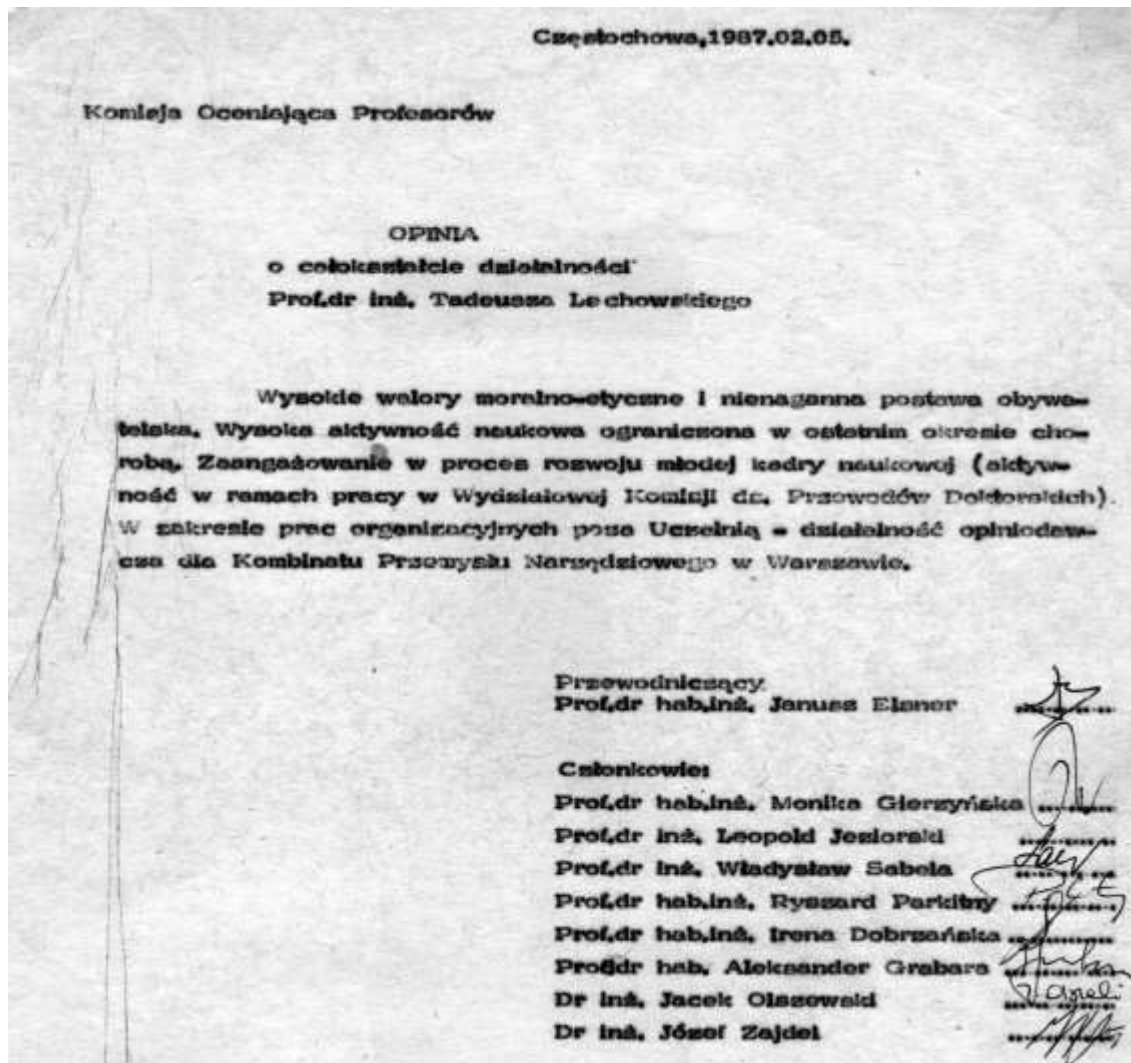 Częstochowa,1987.02.05.
Komisja Oceniająca Profesorów
OPINIA
o całokształcie działalności
Prof.dr inż. Tadeusza Lechowskiego
Wysokie walory moralno-etyczne i nienaganna postawa obywa-
telska. Wysoka aktywność naukowa ograniczona w ostatnim okresie cho-
robą. Zaangażowanie w proces rozwoju młodej kadry naukowej (aktyw-
ność w ramach pracy w Wydziałowej Komisji ds. Przewodów Doktorskich).
W zakresie prac organizacyjnych poza Uczelnią - działalność opiniodaw-
cza dla Kombinatu Przemysłu Narzędziowego w Warszawie.
Przewodniczący
Prof.dr hab.inż. Janusz Elsner
Członkowie:
Prof.dr hab.inż. Monika Gierzyńska
Prof.dr inż. Leopold Jeziorski
Prof.dr inż. Władysław Sabela
Prof.dr hab.inż. Ryszard Parkitny
Prof.dr hab.inż. Irena Dobrzańska
Prof.dr hab. Aleksander Grabara
Dr inż. Jacek Olszowski
Dr inż. Józef Zajdel